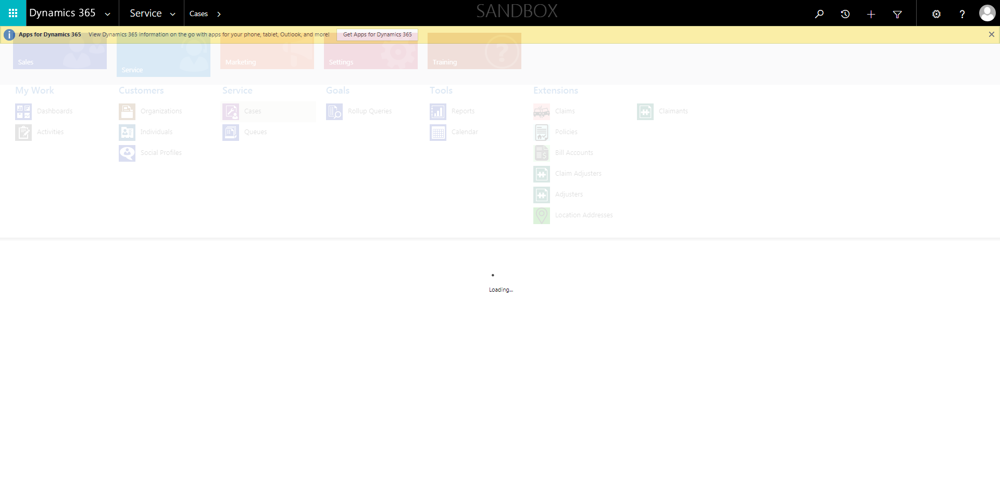 Dynamics 365
Service
Cases
SANDBOX
?
Apps for Dynamics 365 View Dynamics 365 information on the go with apps for your phone, tablet, Outlook, and more! Get Apps for Dynamics 365
Sales
Service
Marketing
Settings
Training
My Work
Dashboards
Activities
Customers
Organizations
Individuals
Social Profiles
Service
Cases
Queues
Goals
Rollup Queries
Tools
Reports
Calendar
Extensions
Claims
Policies
Bill Accounts
Claim Adjusters
Adjusters
Location Addresses
Claimants
Loading...